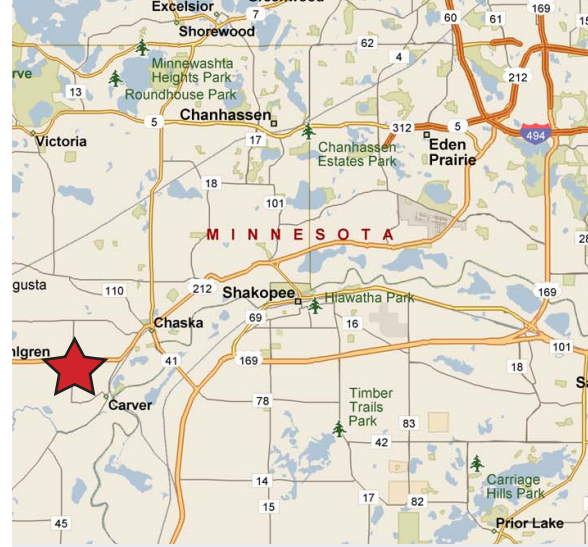 Excelsior
7
Shorewood
169
60
61
62
4
Minnewashta
Heights Park
rve
212
13
Roundhouse Park
Chanhassen
5
312
5
494
Victoria
17
Chanhassen
Estates Park
Eden
Prairie
18
101
MINNESOTA
28
gusta
110
212
Shakopee
Hiawatha Park
169
Chaska
69
16
hlgren
41
169
101
18
Sa
Carver
78
Timber
Trails
Park
83
42
14
Carriage
Hills Park
15
17
82
45
Prior Lake